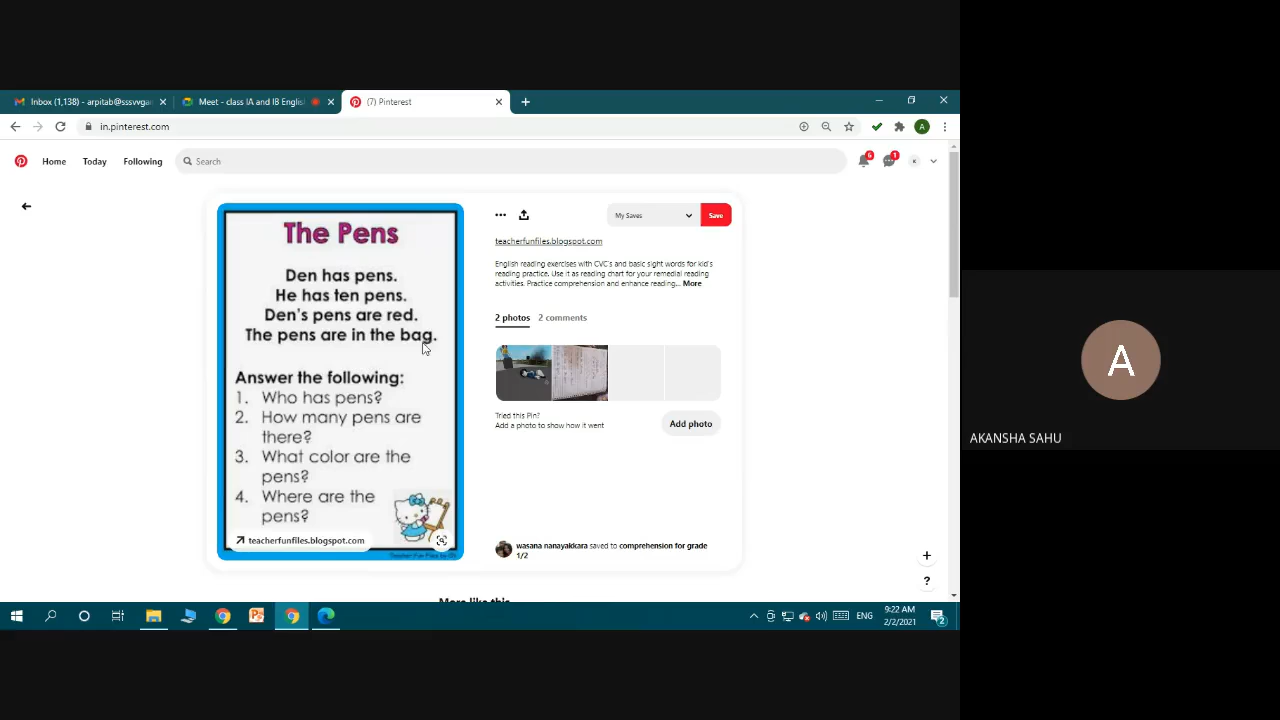 Inbox (1,138) - arpitab@sssvvgan
Meet - class IA and IB English
(7) Pinterest
in.pinterest.com
A
Home
Today
Following
Search
6
1
K
The Pens
Den has pens.
He has ten pens.
Den's pens are red.
The pens are in the bag.
Answer the following:
1. Who has pens?
2. How many pens are
there?
3. What color are the
pens?
4. Where are the
pens?
teacherfunfiles.blogspot.com
My Saves
Save
teacherfunfiles.blogspot.com
English reading exercises with CVC's and basic sight words for kid's
reading practice. Use it as reading chart for your remedial reading
activities. Practice comprehension and enhance reading... More
2 photos
2 comments
Tried this Pin?
Add a photo to show how it went
Add photo
wasana nanayakkara saved to comprehension for grade
1/2
More like this
+
?
ENG
9:22 AM
2/2/2021
2
A
AKANSHA SAHU